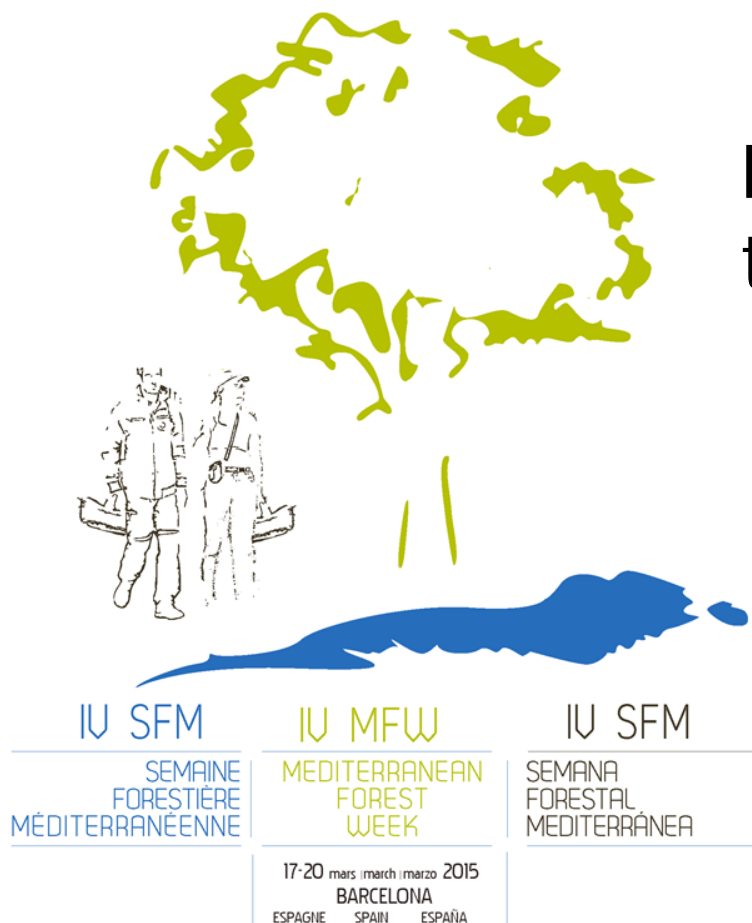 IV SFM
SEMAINE
FORESTIÈRE
MÉDITERRANÉENNE
IV MFW
MEDITERRANEAN
FOREST
WEEK
IV SFM
SEMANA
FORESTAL
MEDITERRÁNEA
17-20 mars | march | marzo 2015
BARCELONA
ESPAGNE SPAIN ESPAÑA